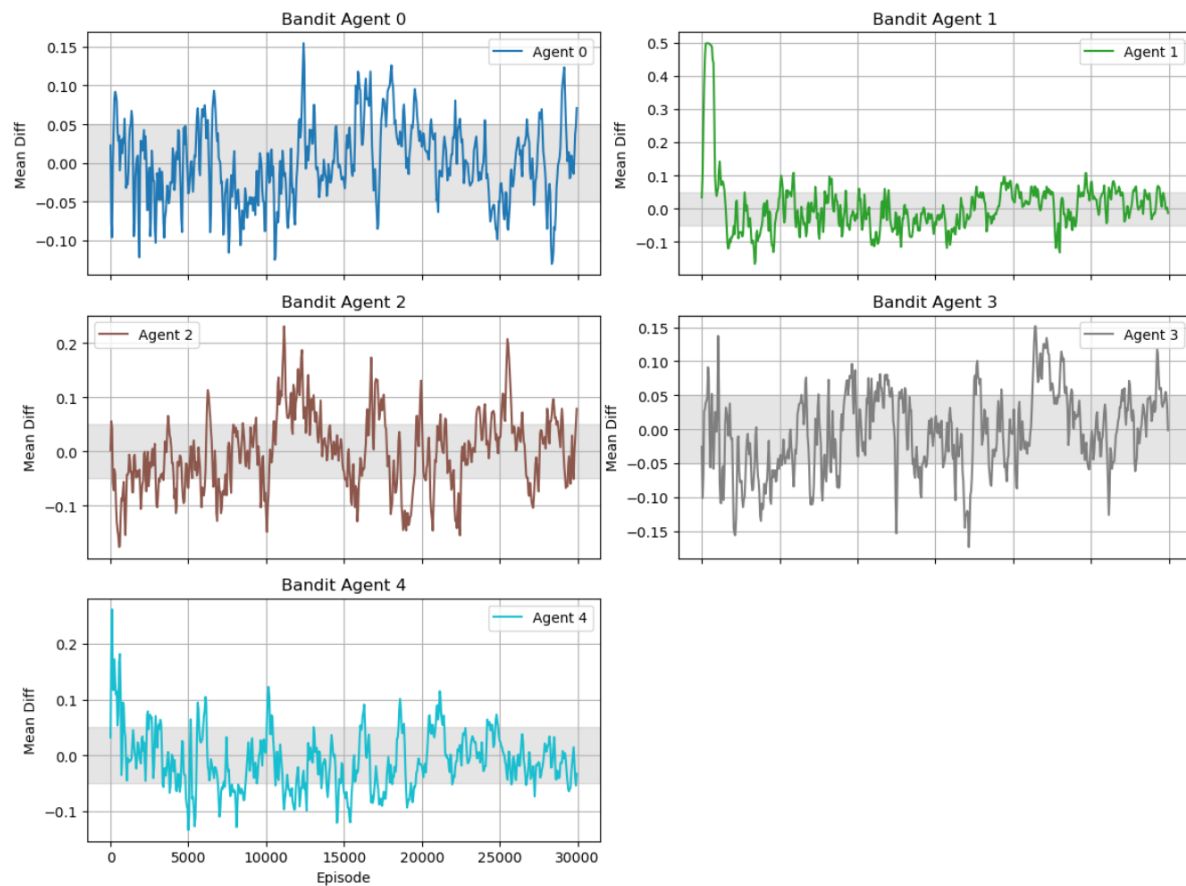 Bandit Agent 0
Agent 0
Mean Diff
0.15
0.10
0.05
0.00
−0.05
−0.10
Bandit Agent 1
Agent 1
Mean Diff
0.5
0.4
0.3
0.2
0.1
0.0
−0.1
Bandit Agent 2
Agent 2
Mean Diff
0.2
0.1
0.0
−0.1
Bandit Agent 3
Agent 3
Mean Diff
0.15
0.10
0.05
0.00
−0.05
−0.10
−0.15
Bandit Agent 4
Agent 4
Mean Diff
0.2
0.1
0.0
−0.1
0 5000 10000 15000 20000 25000 30000
Episode